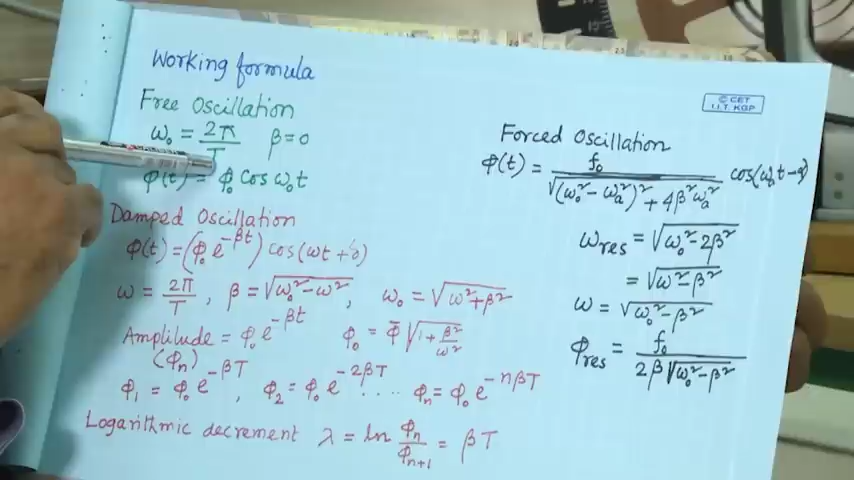 Working formula
Free Oscillation
ω₀ = 2π/T β = 0
Φ(t) = Φ₀ cos ω₀t
Damped Oscillation
Φ(t) = (Φ₀ e^{-βt}) cos(ωt +
ω = 2π/T , β = √(ω₀² - ω²) , ω₀ = √(ω² + β²)
Amplitude = Φ₀ e^{-βt} Φ₀ = Φ̄ √(1 + β²/ω²)
(Φn)
Φ₁ = Φ₀ e^{-βT} , Φ₂ = Φ₀ e^{-2βT} .... Φn = Φ₀ e^{-nβT}
Logarithmic decrement λ = ln Φn/Φn+1 = βT
© CET
I.I.T. KGP
Forced Oscillation
Φ(t) = f₀/√((ω₀² - ωa²)² + 4β²ωa²) cos(ωat -
ωres = √(ω₀² - 2β²)
= √(ω² - β²)
ω = √(ω₀² - β²)
Φres = f₀/(2β√(ω₀² - β²))